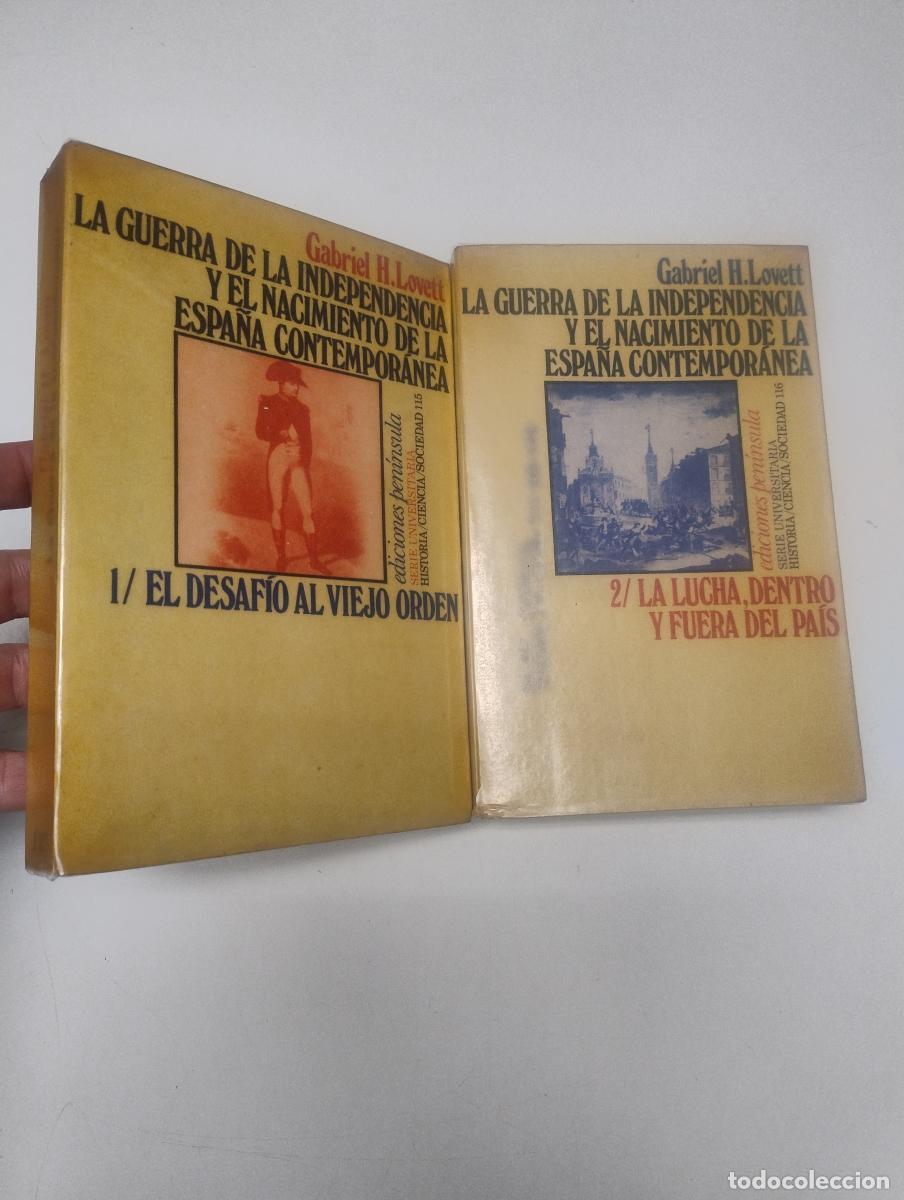 Gabriel H. Lovett
LA GUERRA DE LA INDEPENDENCIA
Y EL NACIMIENTO DE LA
ESPAÑA CONTEMPORÁNEA
ediciones península
SERIE UNIVERSITARIA
HISTORIA/CIENCIA/SOCIEDAD 115
1/ EL DESAFÍO AL VIEJO ORDEN
Gabriel H. Lovett
LA GUERRA DE LA INDEPENDENCIA
Y EL NACIMIENTO DE LA
ESPAÑA CONTEMPORÁNEA
ediciones península
SERIE UNIVERSITARIA
HISTORIA/CIENCIA/SOCIEDAD 116
2/ LA LUCHA, DENTRO
Y FUERA DEL PAÍS
todocoleccion